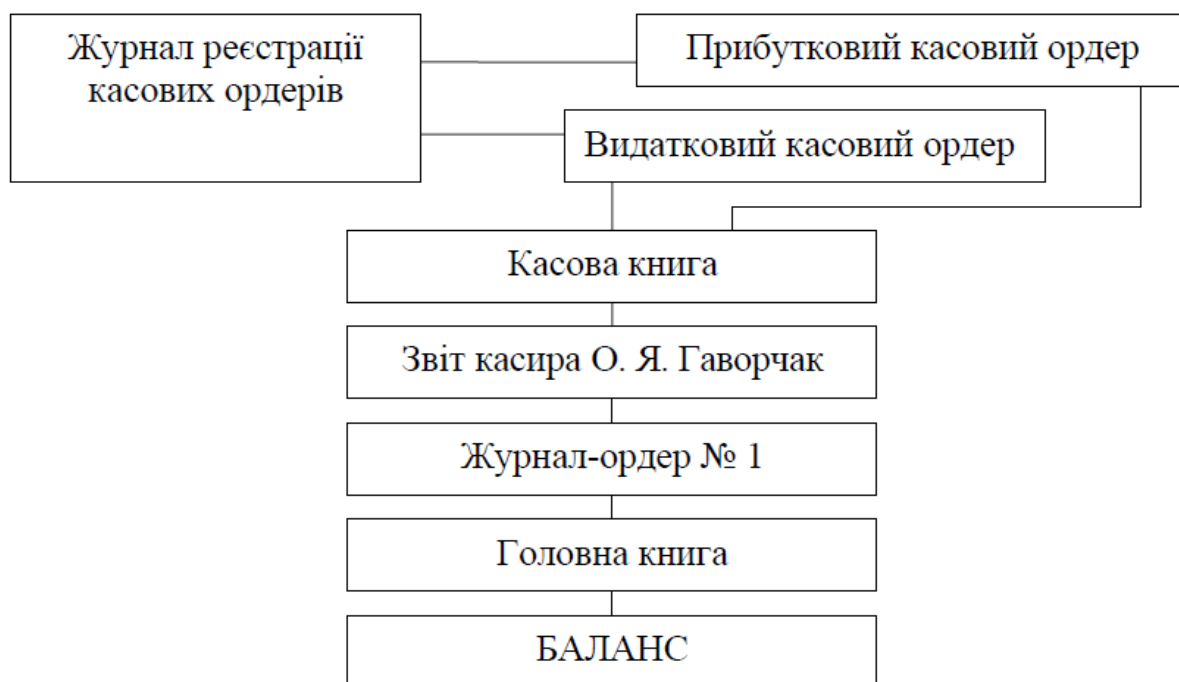 Журнал реєстрації
касових ордерів
Прибутковий касовий ордер
Видатковий касовий ордер
Касова книга
Звіт касира О. Я. Гаворчак
Журнал-ордер № 1
Головна книга
БАЛАНС